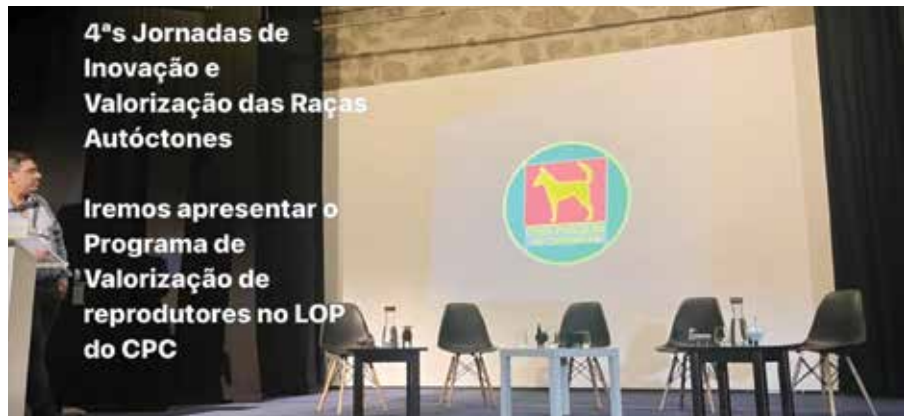 4ªs Jornadas de
Inovação e
Valorização das Raças
Autóctones
Iremos apresentar o
Programa de
Valorização de
reprodutores no LOP
do CPC